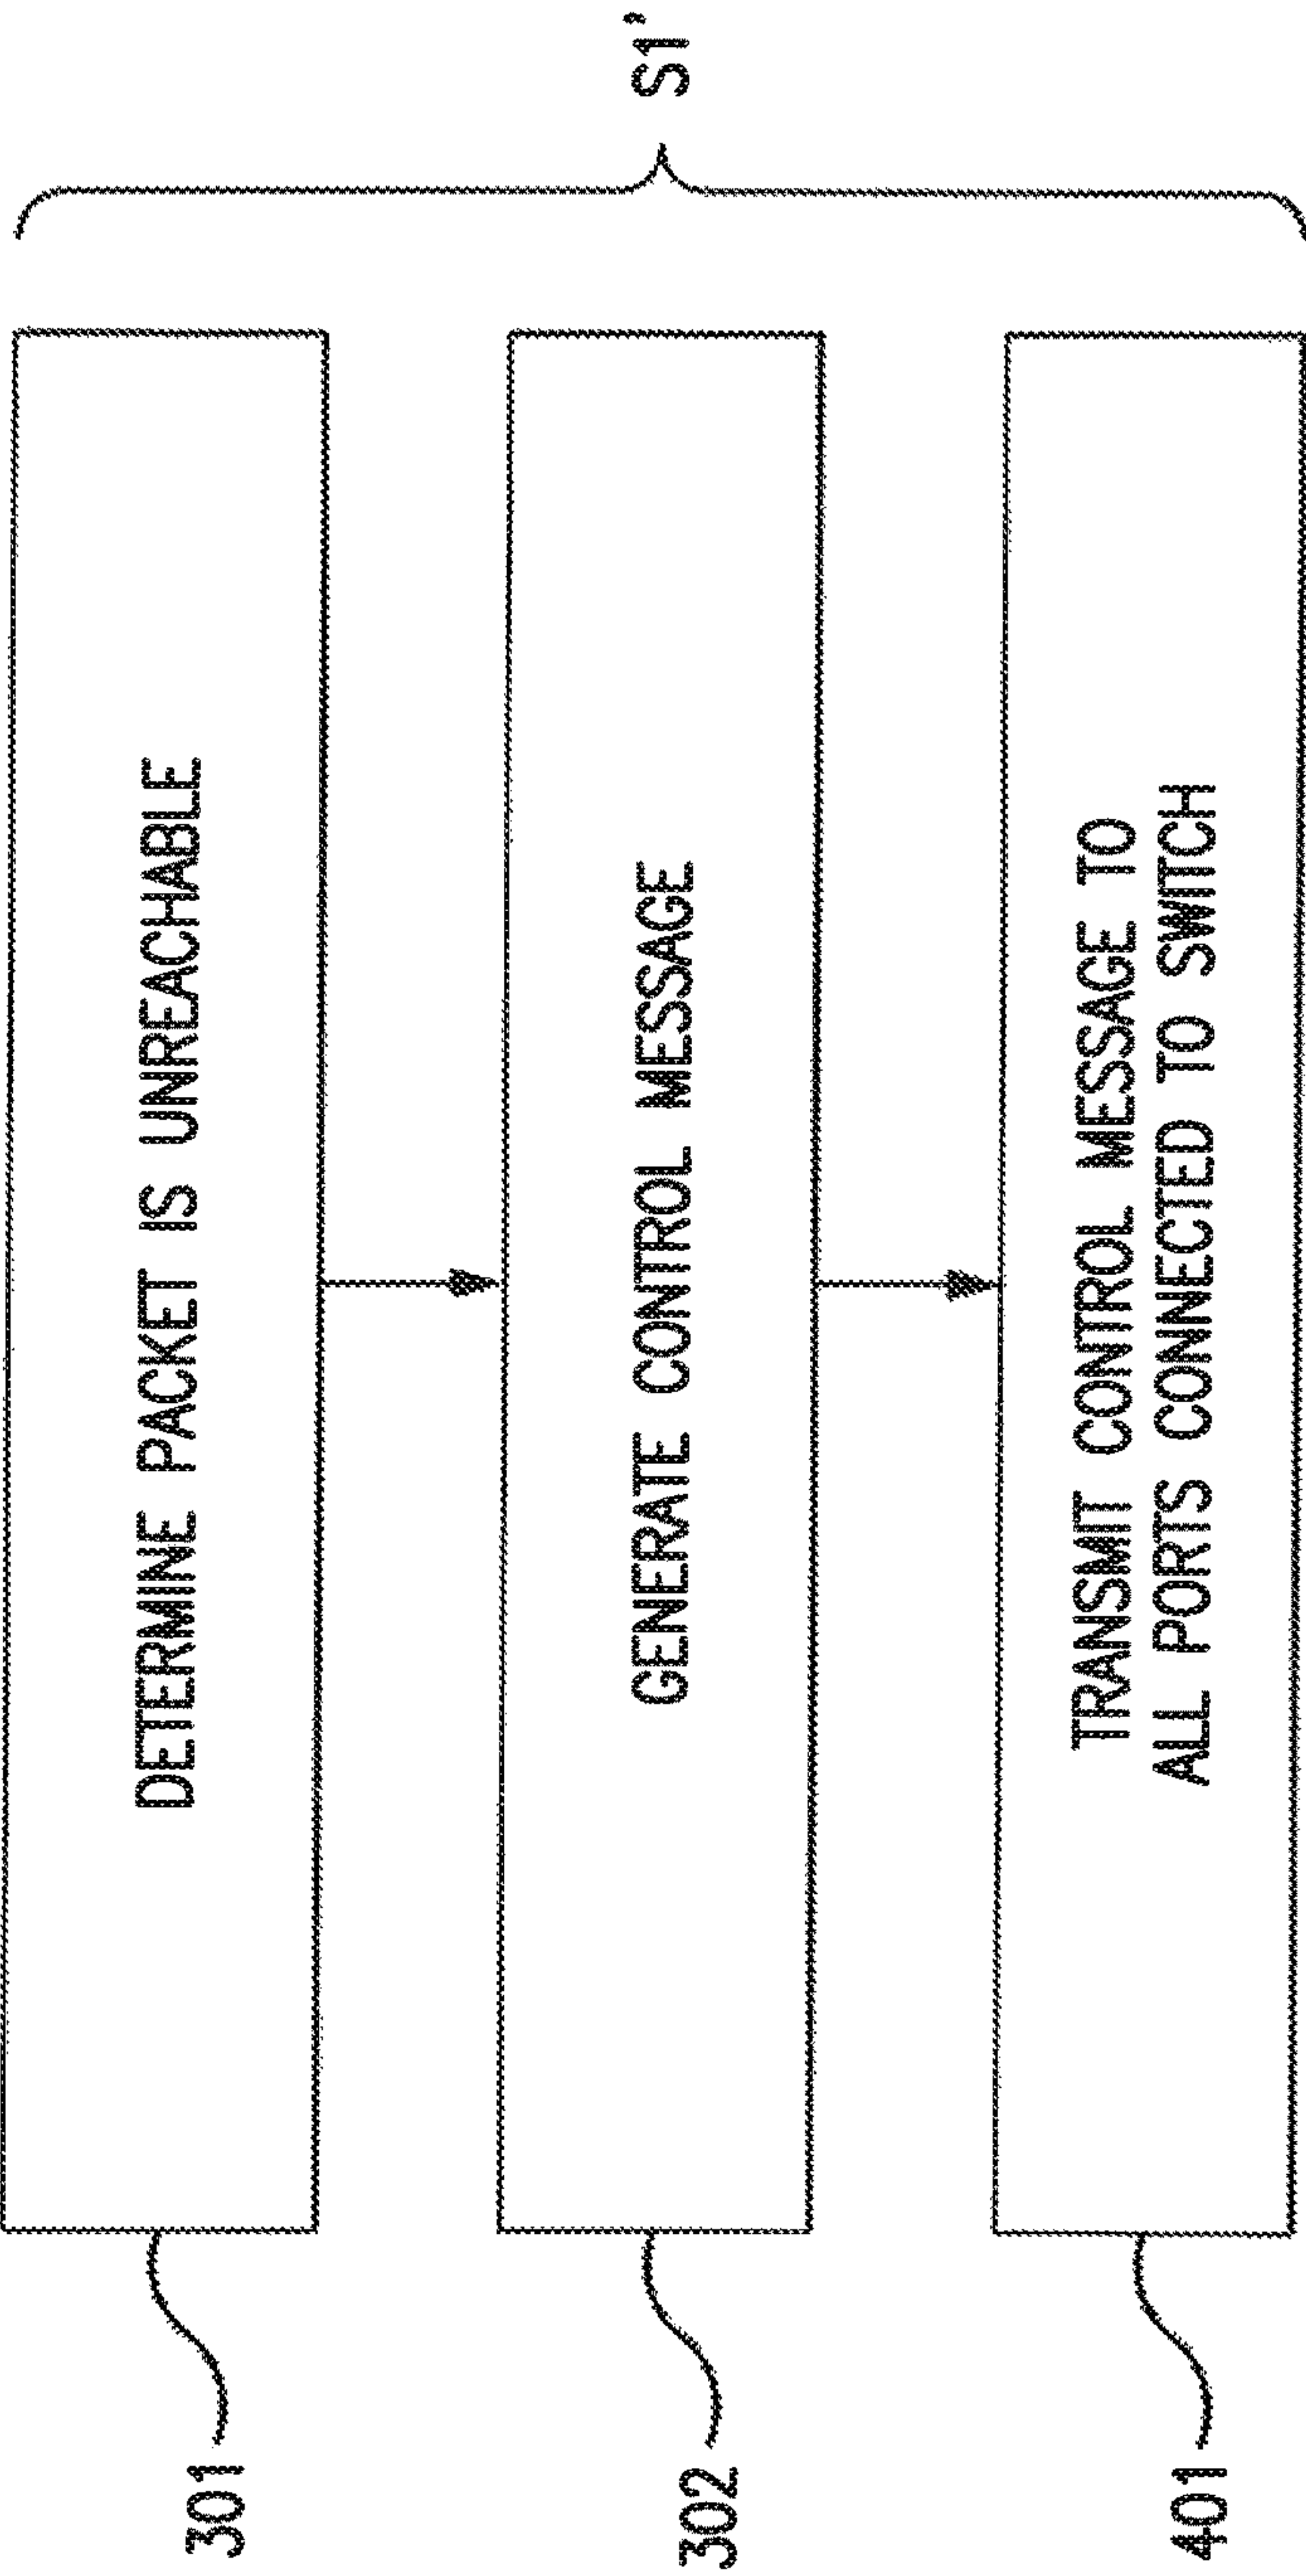 301
DETERMINE PACKET IS UNREACHABLE
302
GENERATE CONTROL MESSAGE
401
TRANSMIT CONTROL MESSAGE TO
ALL PORTS CONNECTED TO SWITCH
S1'